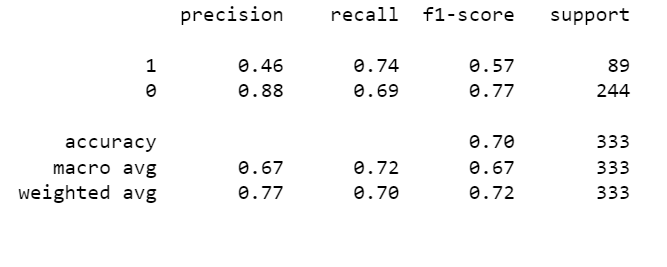 precision recall f1-score support
1 0.46 0.74 0.57 89
0 0.88 0.69 0.77 244
accuracy 0.70 333
macro avg 0.67 0.72 0.67 333
weighted avg 0.77 0.70 0.72 333